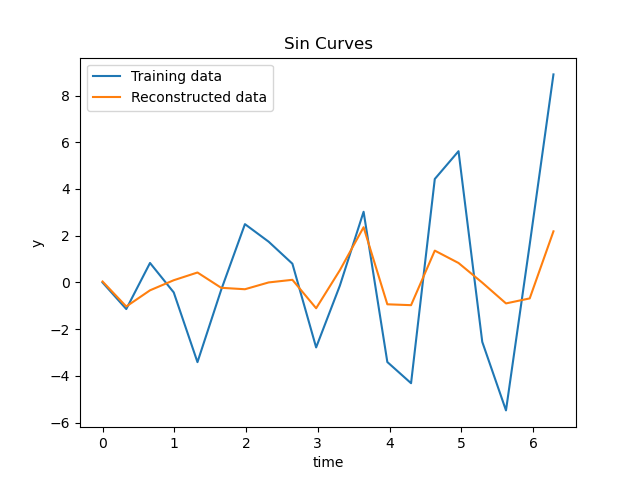 Sin Curves
Training data
Reconstructed data
8
6
4
2
0
−2
−4
−6
y
0 1 2 3 4 5 6
time